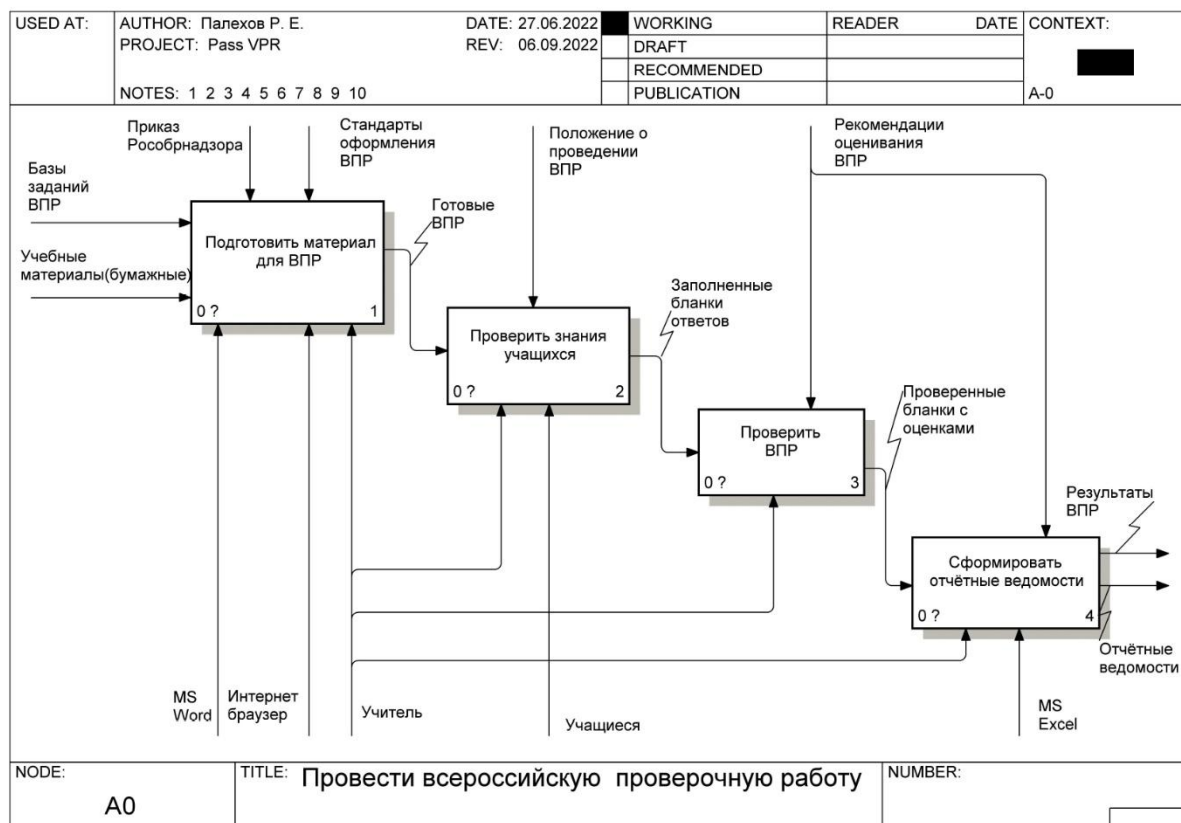 USED AT:
AUTHOR: Палехов Р. Е.
DATE: 27.06.2022
WORKING
READER
DATE
CONTEXT:
PROJECT: Pass VPR
REV: 06.09.2022
DRAFT
RECOMMENDED
NOTES: 1 2 3 4 5 6 7 8 9 10
PUBLICATION
A-0
Приказ
Рособрнадзора
Стандарты
оформления
ВПР
Положение о
проведении
ВПР
Рекомендации
оценивания
ВПР
Базы
заданий
ВПР
Учебные
материалы(бумажные)
Подготовить материал
для ВПР
0 ?
1
Готовые
ВПР
Проверить знания
учащихся
0 ?
2
Заполненные
бланки
ответов
Проверить
ВПР
0 ?
3
Проверенные
бланки с
оценками
Сформировать
отчётные ведомости
0 ?
4
Результаты
ВПР
Отчётные
ведомости
MS
Word
Интернет
браузер
Учитель
Учащиеся
MS
Excel
NODE:
A0
TITLE: Провести всероссийскую проверочную работу
NUMBER: